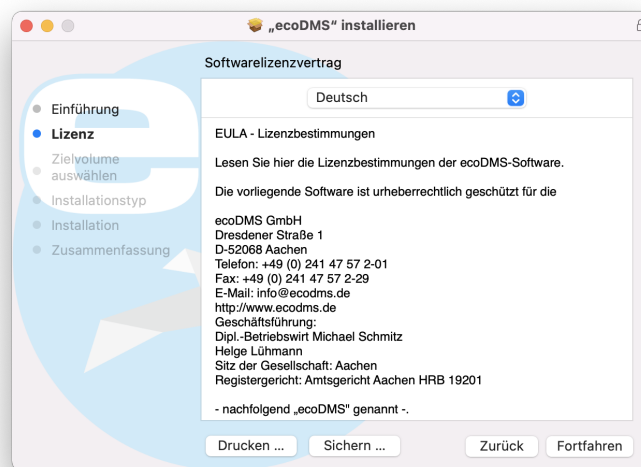 „ecoDMS“ installieren
Softwarelizenzvertrag
Einführung
Lizenz
Zielvolume
auswählen
Installationstyp
Installation
Zusammenfassung
Deutsch
EULA - Lizenzbestimmungen
Lesen Sie hier die Lizenzbestimmungen der ecoDMS-Software.
Die vorliegende Software ist urheberrechtlich geschützt für die
ecoDMS GmbH
Dresdener Straße 1
D-52068 Aachen
Telefon: +49 (0) 241 47 57 2-01
Fax: +49 (0) 241 47 57 2-29
E-Mail: info@ecodms.de
http://www.ecodms.de
Geschäftsführung:
Dipl.-Betriebswirt Michael Schmitz
Helge Lühmann
Sitz der Gesellschaft: Aachen
Registergericht: Amtsgericht Aachen HRB 19201
- nachfolgend „ecoDMS" genannt -.
Drucken ...
Sichern ...
Zurück
Fortfahren